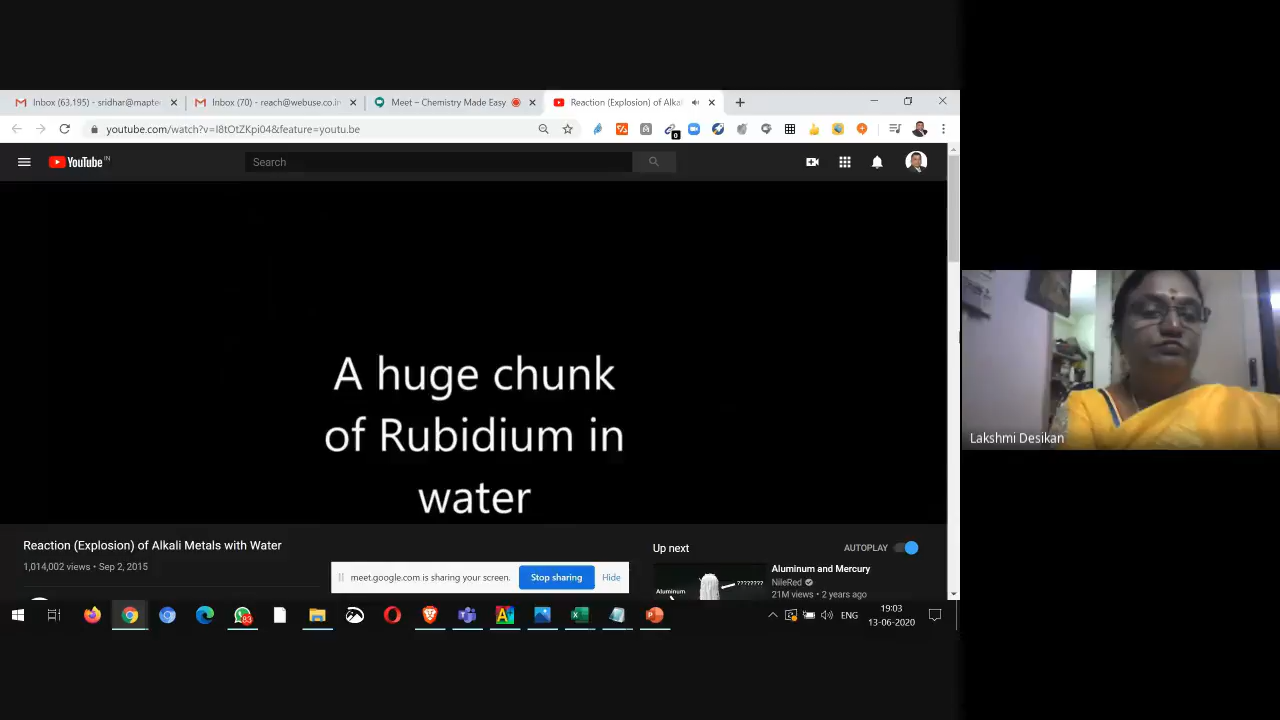 Inbox (63,195) - sridhar@mapte
Inbox (70) - reach@webuse.co.in
Meet – Chemistry Made Easy
Reaction (Explosion) of Alkal
youtube.com/watch?v=I8tOtZKpi04&feature=youtu.be
0
YouTube IN
Search
A huge chunk
of Rubidium in
water
Reaction (Explosion) of Alkali Metals with Water
1,014,002 views • Sep 2, 2015
meet.google.com is sharing your screen.
Stop sharing
Hide
Up next
AUTOPLAY
Aluminum and Mercury
NileRed
21M views • 2 years ago
Aluminum
????????
83
ENG
19:03
13-06-2020
Lakshmi Desikan